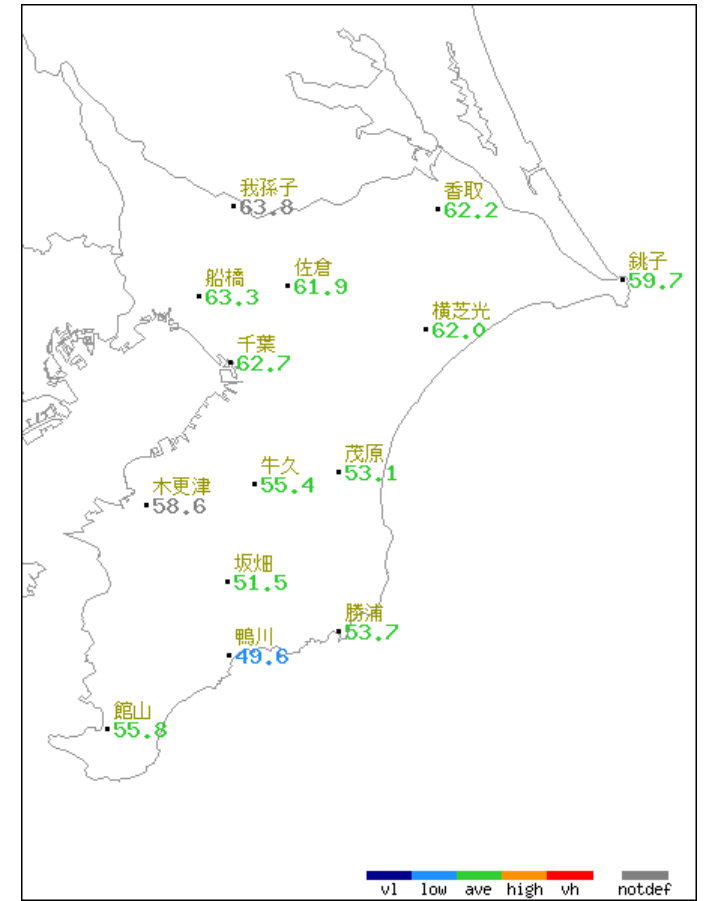 我孫子
63.8
香取
62.2
銚子
59.7
佐倉
61.9
船橋
63.3
横芝光
62.0
千葉
62.7
茂原
53.1
牛久
55.4
木更津
58.6
坂畑
51.5
勝浦
53.7
鴨川
49.6
館山
55.8
vl low ave high vh notdef